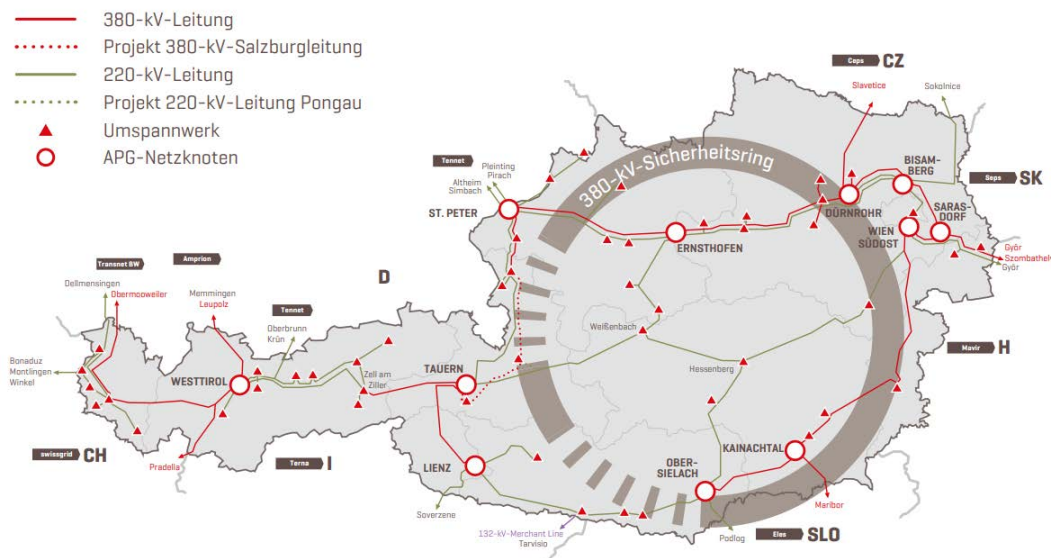 380-kV-Leitung
Projekt 380-kV-Salzburgleitung
220-kV-Leitung
Projekt 220-kV-Leitung Pongau
Umspannwerk
APG-Netzknoten
380-kV-Sicherheitsring
Ceps CZ
Slavetice
Sokolnice
Tennet
Pleinting
Pirach
Altheim
Simbach
ST. PETER
ERNSTHOFEN
DÜRNROHR
BISAM-
BERG
Seps SK
SARAS-
DORF
WIEN
SÜDOST
Györ
Szombathely
Györ
D
Transnet BW
Amprion
Dellmensingen
Obermooweiler
Memmingen
Leupolz
Tennet
Oberbrunn
Krün
Bonaduz
Montlingen
Winkel
WESTTIROL
Zell am
Ziller
TAUERN
Weißenbach
Hessenberg
Mavir H
swissgrid CH
Pradella
Terna I
LIENZ
Soverzene
132-kV-Merchant Line
Tarvisio
OBER-
SIELACH
KAINACHTAL
Maribor
Podlog
Eles SLO